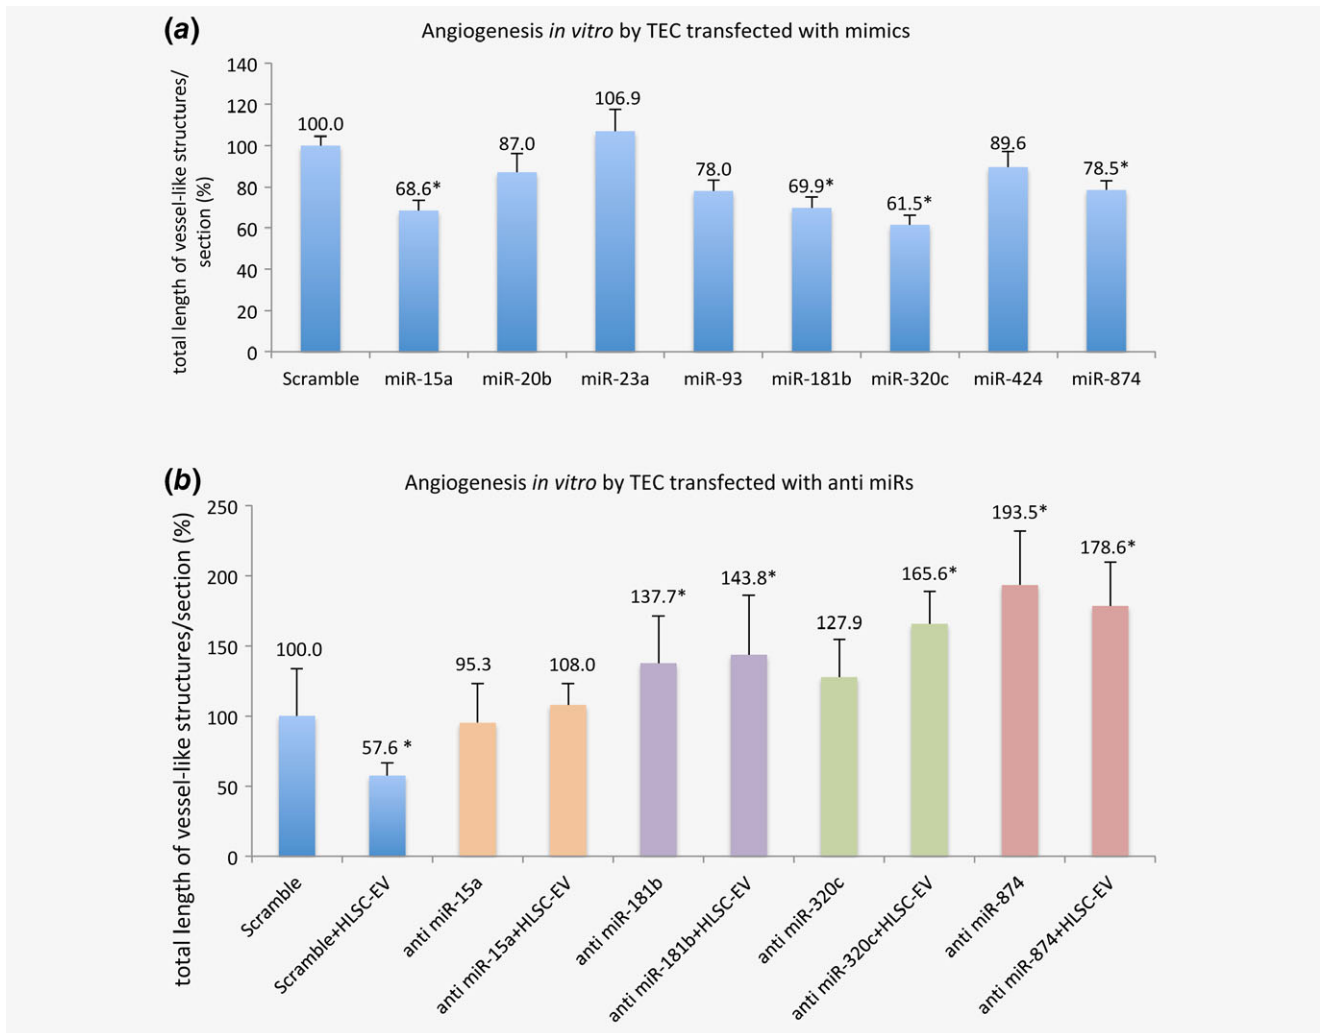 (a)
Angiogenesis in vitro by TEC transfected with mimics
total length of vessel-like structures/
section (%)
140
120
100
80
60
40
20
0
100.0
68.6*
87.0
106.9
78.0
69.9*
61.5*
89.6
78.5*
Scramble
miR-15a
miR-20b
miR-23a
miR-93
miR-181b
miR-320c
miR-424
miR-874
(b)
Angiogenesis in vitro by TEC transfected with anti miRs
total length of vessel-like structures/section (%)
250
200
150
100
50
0
100.0
57.6 *
95.3
108.0
137.7*
143.8*
127.9
165.6*
193.5*
178.6*
Scramble
Scramble+HLSC-EV
anti miR-15a
anti miR-15a+HLSC-EV
anti miR-181b
anti miR-181b+HLSC-EV
anti miR-320c
anti miR-320c+HLSC-EV
anti miR-874
anti miR-874+HLSC-EV